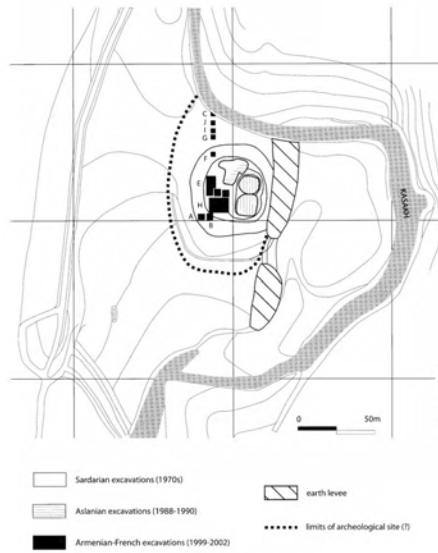 C
J
I
G
F
E
H
A
B
KASAKH
0 50m
Sardarian excavations (1970s)
Aslanian excavations (1988-1990)
Armenian-French excavations (1999-2002)
earth levee
limits of archeological site (?)